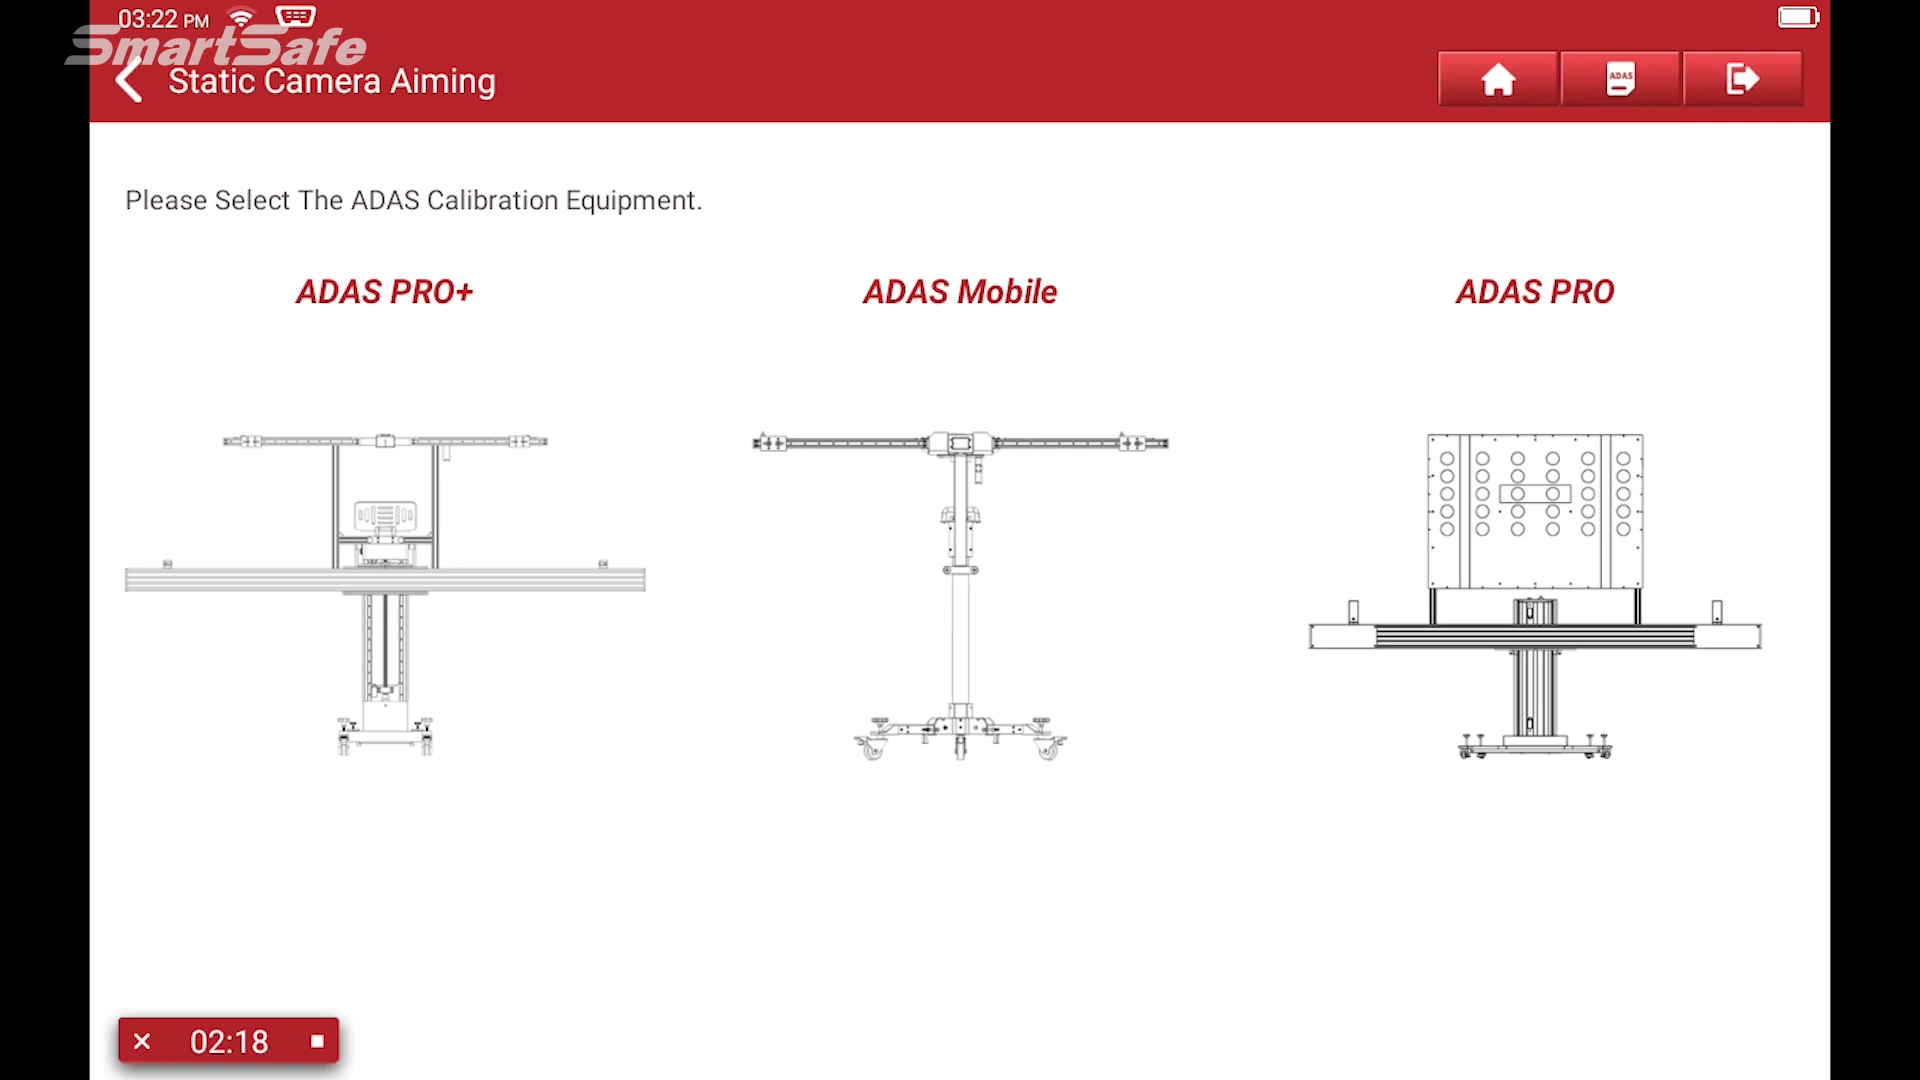 03:22 PM
SmartSafe
Static Camera Aiming
ADAS
Please Select The ADAS Calibration Equipment.
ADAS PRO+
ADAS Mobile
ADAS PRO
02:18